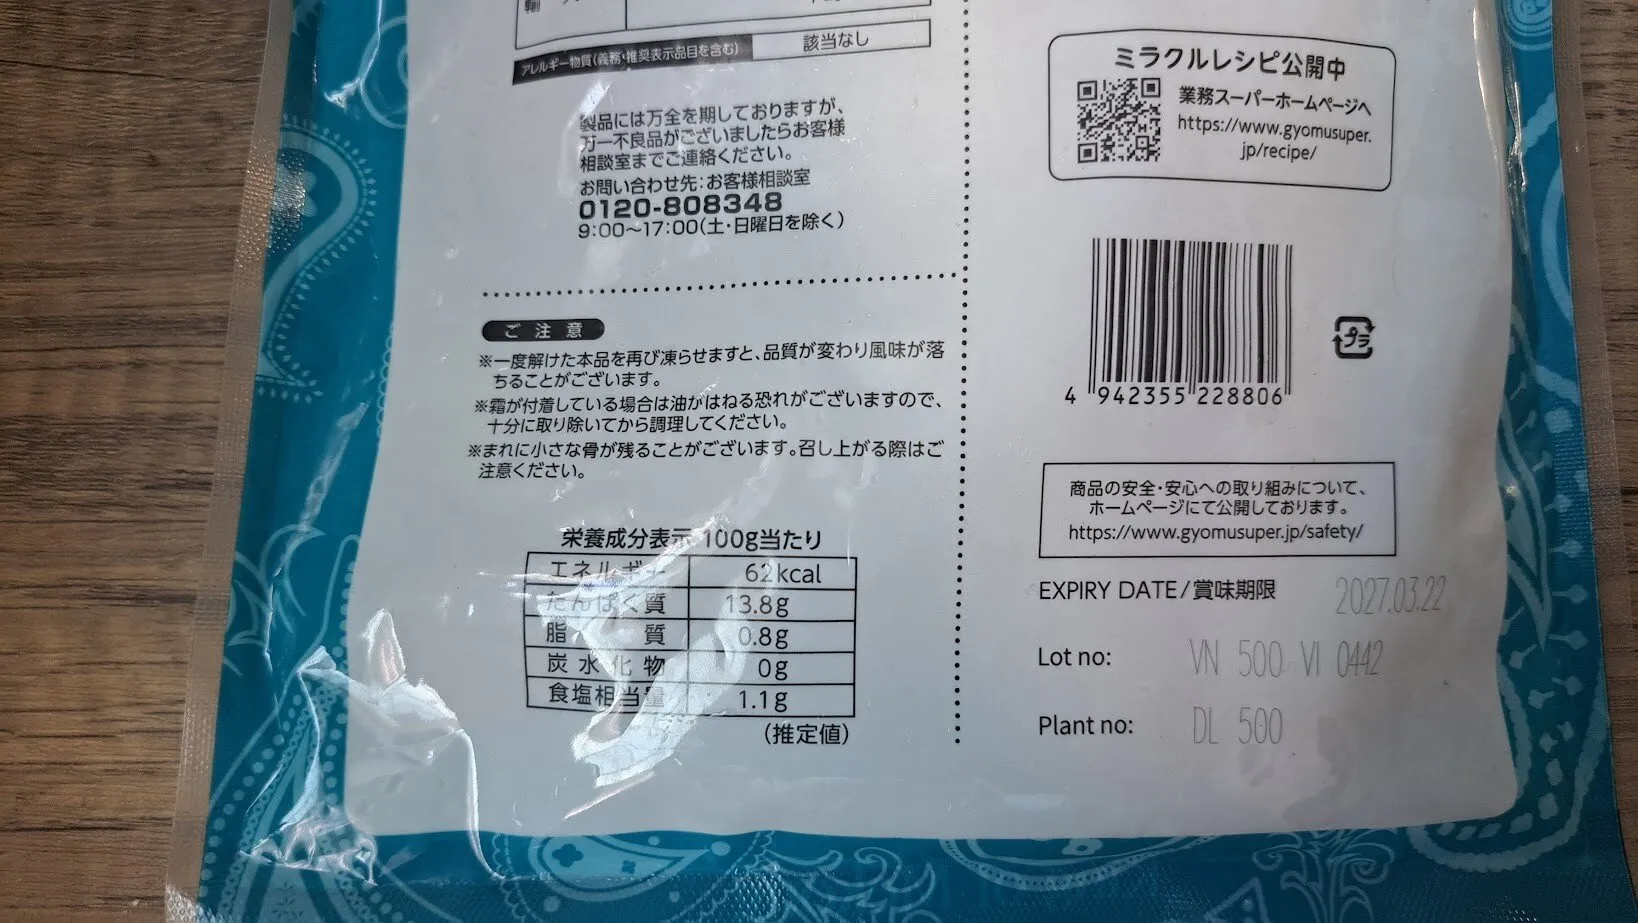 輸
アレルギー物質(義務・推奨表示品目を含む)
該当なし
製品には万全を期しておりますが、
万一不良品がございましたらお客様
相談室までご連絡ください。
お問い合わせ先:お客様相談室
0120-808348
9:00〜17:00(土・日曜日を除く)
ご注意
※一度解けた本品を再び凍らせますと、品質が変わり風味が落
ちることがございます。
※霜が付着している場合は油がはねる恐れがございますので、
十分に取り除いてから調理してください。
※まれに小さな骨が残ることがございます。召し上がる際はご
注意ください。
栄養成分表示 100g当たり
エネルギー 62kcal
たんぱく質 13.8g
脂質 0.8g
炭水化物 0g
食塩相当量 1.1g
(推定値)
ミラクルレシピ公開中
業務スーパーホームページへ
https://www.gyomusuper.
jp/recipe/
4 942355 228806
プラ
商品の安全・安心への取り組みについて、
ホームページにて公開しております。
https://www.gyomusuper.jp/safety/
EXPIRY DATE/賞味期限 2027.03.22
Lot no: VN 500 VI 0442
Plant no: DL 500